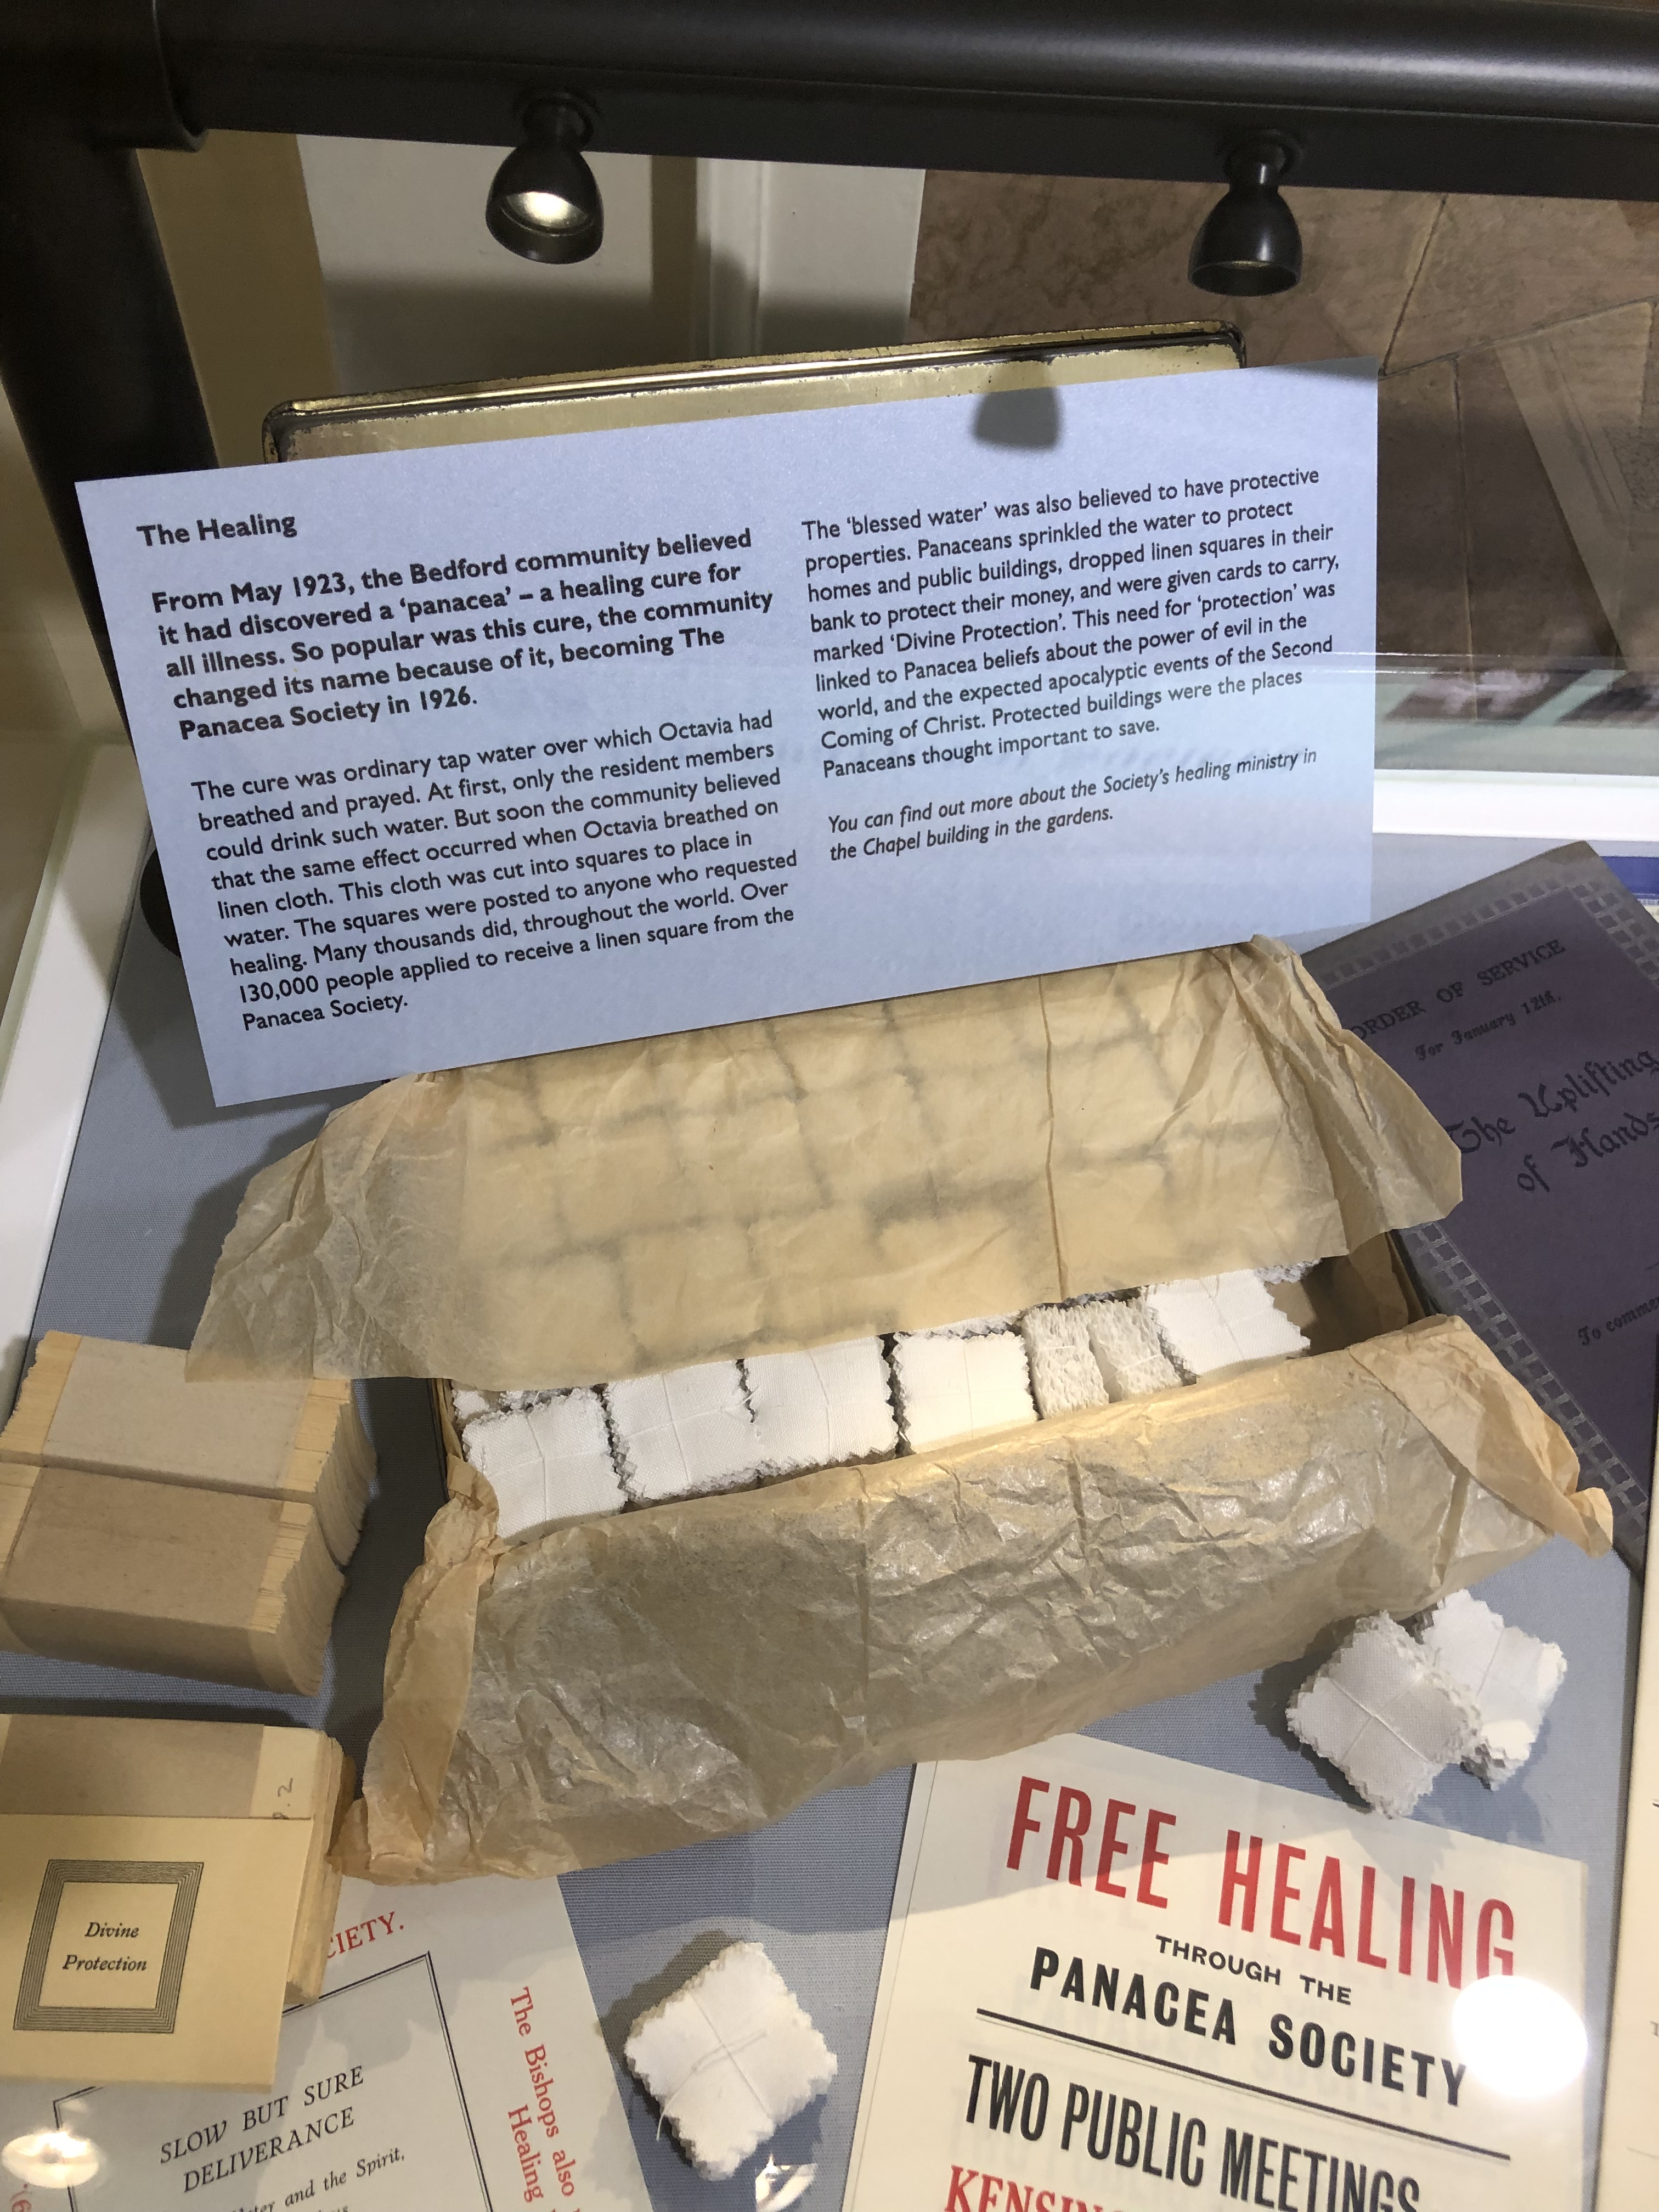 The Healing
From May 1923, the Bedford community believed
it had discovered a ‘panacea’ – a healing cure for
all illness. So popular was this cure, the community
changed its name because of it, becoming The
Panacea Society in 1926.
The cure was ordinary tap water over which Octavia had
breathed and prayed. At first, only the resident members
could drink such water. But soon the community believed
that the same effect occurred when Octavia breathed on
linen cloth. This cloth was cut into squares to place in
water. The squares were posted to anyone who requested
healing. Many thousands did, throughout the world. Over
130,000 people applied to receive a linen square from the
Panacea Society.
The ‘blessed water’ was also believed to have protective
properties. Panaceans sprinkled the water to protect
homes and public buildings, dropped linen squares in their
bank to protect their money, and were given cards to carry,
marked ‘Divine Protection’. This need for ‘protection’ was
linked to Panacea beliefs about the power of evil in the
world, and the expected apocalyptic events of the Second
Coming of Christ. Protected buildings were the places
Panaceans thought important to save.
You can find out more about the Society’s healing ministry in
the Chapel building in the gardens.
ORDER OF SERVICE
For January 12th.
The Uplifting
of Hands
To comme
p. 2
Divine
Protection
CIETY.
SLOW BUT SURE
DELIVERANCE
and the Spirit,
The Bishops also
Healing
FREE HEALING
THROUGH THE
PANACEA SOCIETY
TWO PUBLIC MEETINGS
KENSING